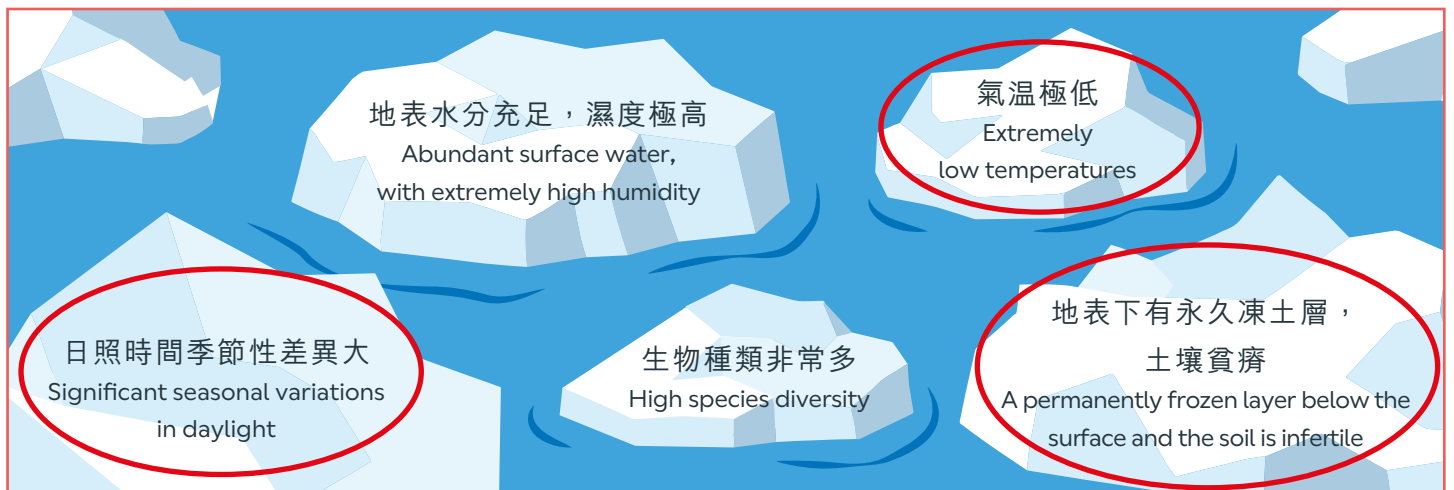 地表水分充足，濕度極高
Abundant surface water,
with extremely high humidity
氣温極低
Extremely
low temperatures
日照時間季節性差異大
Significant seasonal variations
in daylight
生物種類非常多
High species diversity
地表下有永久凍土層，
土壤貧瘠
A permanently frozen layer below the
surface and the soil is infertile